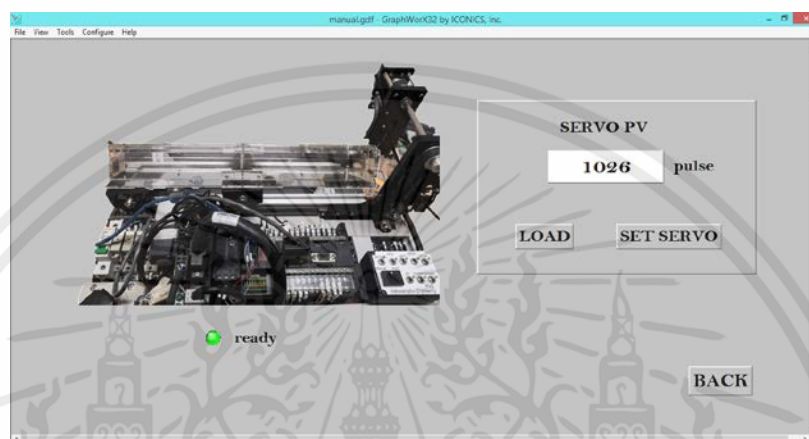 manual.gdf - GraphWorX32 by ICONICS, inc.
File View Tools Configure Help
SERVO PV
1026 pulse
LOAD SET SERVO
ready
BACK